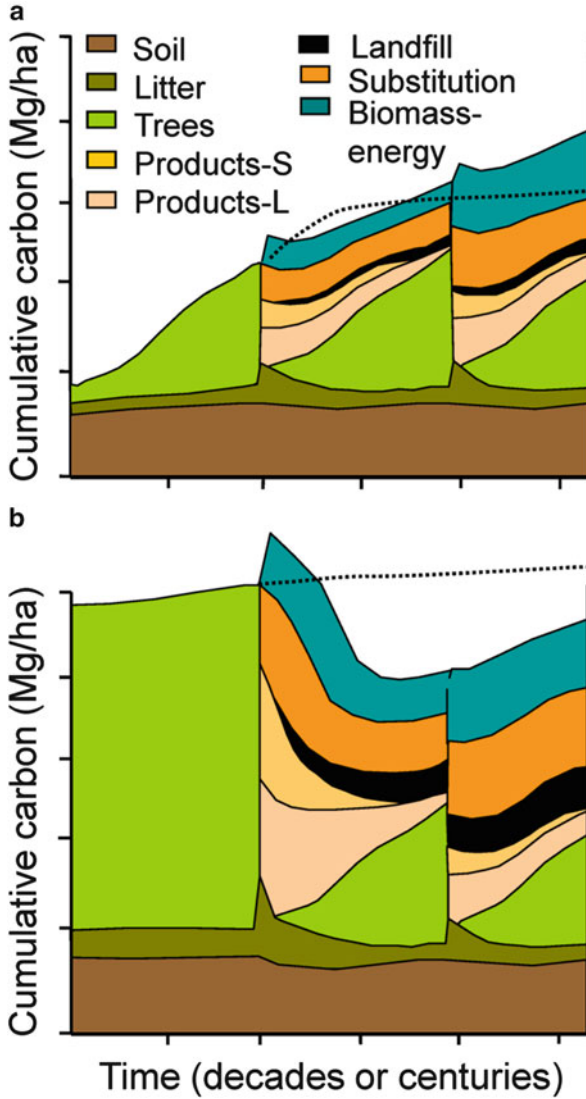 a
Soil
Litter
Trees
Products-S
Products-L
Landfill
Substitution
Biomass-
energy
Cumulative carbon (Mg/ha)
b
Cumulative carbon (Mg/ha)
Time (decades or centuries)